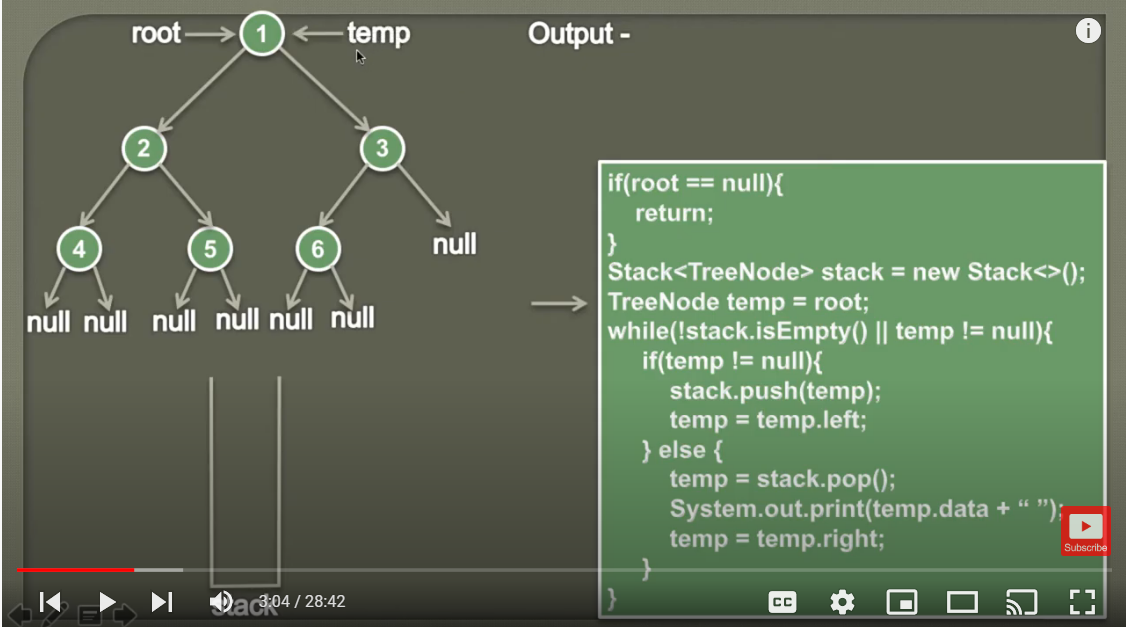 root
1
temp
Output -
i
2
3
4
5
6
null
null
null
null
null
null
null
if(root == null){
return;
}
Stack<TreeNode> stack = new Stack<>();
TreeNode temp = root;
while(!stack.isEmpty() || temp != null){
if(temp != null){
stack.push(temp);
temp = temp.left;
} else {
temp = stack.pop();
System.out.print(temp.data + “ ”);
temp = temp.right;
}
}
Subscribe
stack
3:04 / 28:42
CC